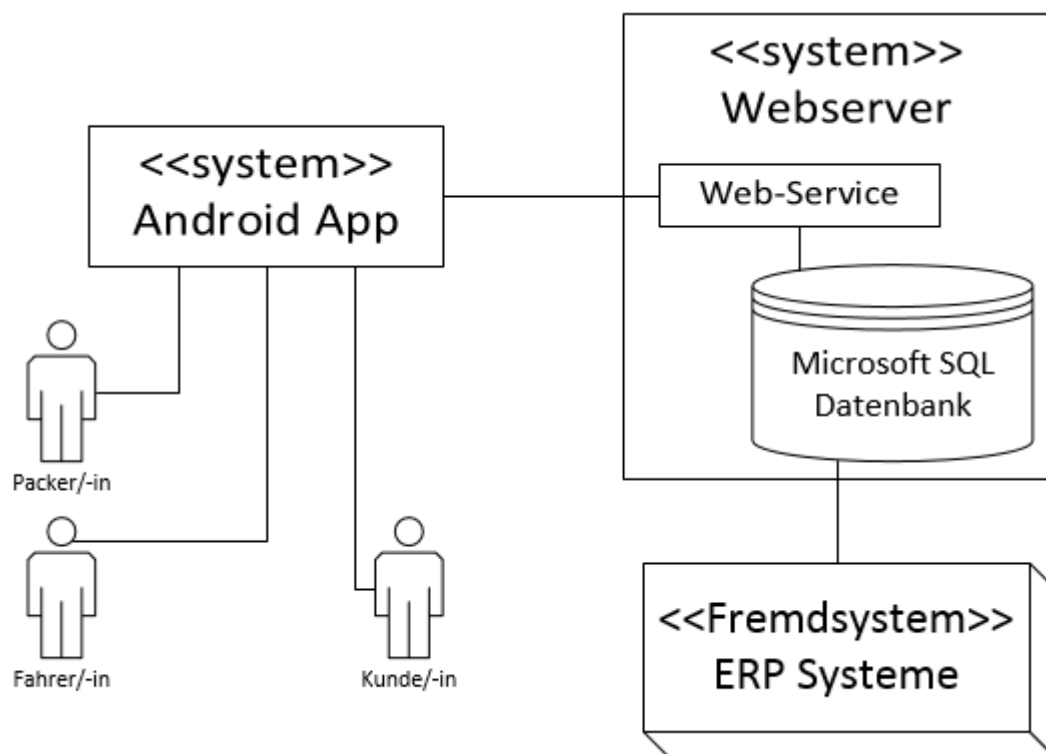 <<system>>
Webserver
<<system>>
Android App
Web-Service
Microsoft SQL
Datenbank
Packer/-in
Fahrer/-in
Kunde/-in
<<Fremdsystem>>
ERP Systeme